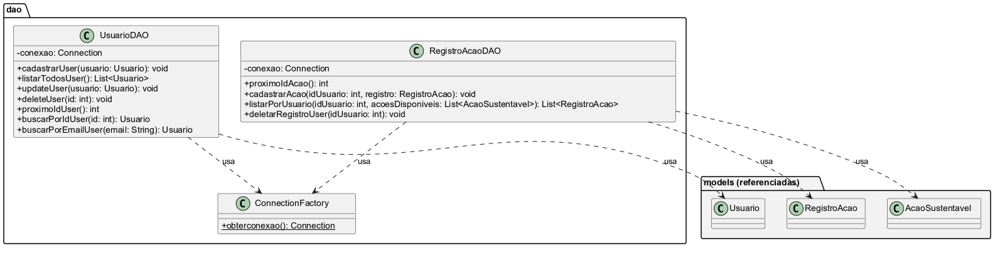 dao
C UsuarioDAO
-conexao: Connection
+cadastrarUser(usuario: Usuario): void
+listarTodosUser(): List<Usuario>
+updateUser(usuario: Usuario): void
+deleteUser(id: int): void
+proximoIdUser(): int
+buscarPorIdUser(id: int): Usuario
+buscarPorEmailUser(email: String): Usuario
C RegistroAcaoDAO
-conexao: Connection
+proximoIdAcao(): int
+cadastrarAcao(idUsuario: int, registro: RegistroAcao): void
+listarPorUsuario(idUsuario: int, acoesDisponiveis: List<AcaoSustentavel>): List<RegistroAcao>
+deletarRegistroUser(idUsuario: int): void
usa
usa
usa
usa
usa
C ConnectionFactory
+obterconexao(): Connection
models (referenciadas)
C Usuario
C RegistroAcao
C AcaoSustentavel